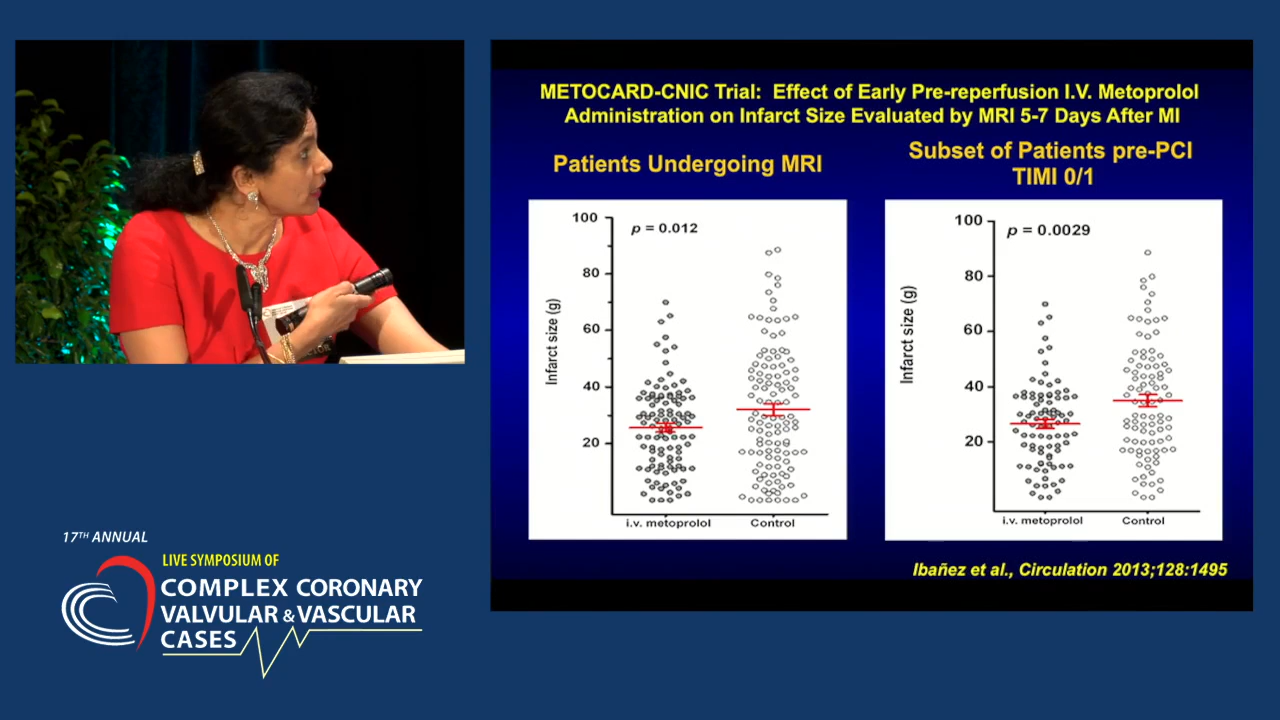 METOCARD-CNIC Trial: Effect of Early Pre-reperfusion I.V. Metoprolol
Administration on Infarct Size Evaluated by MRI 5-7 Days After MI
Patients Undergoing MRI
Subset of Patients pre-PCI
TIMI 0/1
p = 0.012
100
80
60
40
20
Infarct size (g)
i.v. metoprolol
Control
p = 0.0029
100
80
60
40
20
Infarct size (g)
i.v. metoprolol
Control
Ibañez et al., Circulation 2013;128:1495
17TH ANNUAL
LIVE SYMPOSIUM OF
COMPLEX CORONARY
VALVULAR & VASCULAR
CASES